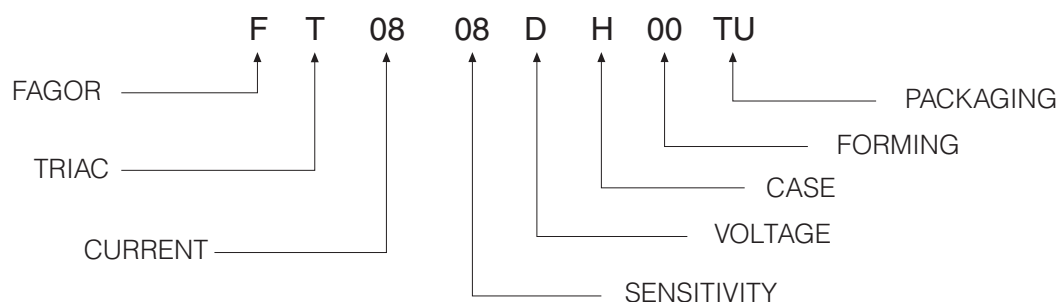 F T 08 08 D H 00 TU
FAGOR
PACKAGING
FORMING
TRIAC
CASE
VOLTAGE
CURRENT
SENSITIVITY